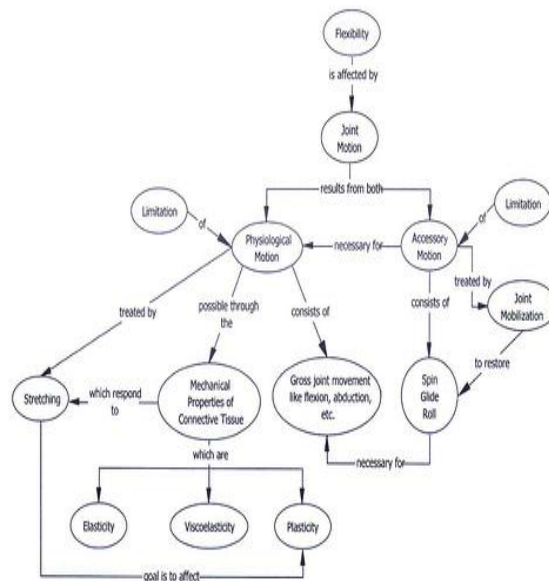 Flexibility
is affected by
Joint
Motion
results from both
Limitation
Limitation
of
of
Physiological
Motion
necessary for
Accessory
Motion
treated by
possible through
the
consists of
consists of
treated by
Joint
Mobilization
to restore
Stretching
which respond
to
Mechanical
Properties of
Connective Tissue
Gross joint movement
like flexion, abduction,
etc.
Spin
Glide
Roll
which are
necessary for
Elasticity
Viscoelasticity
Plasticity
goal is to affect